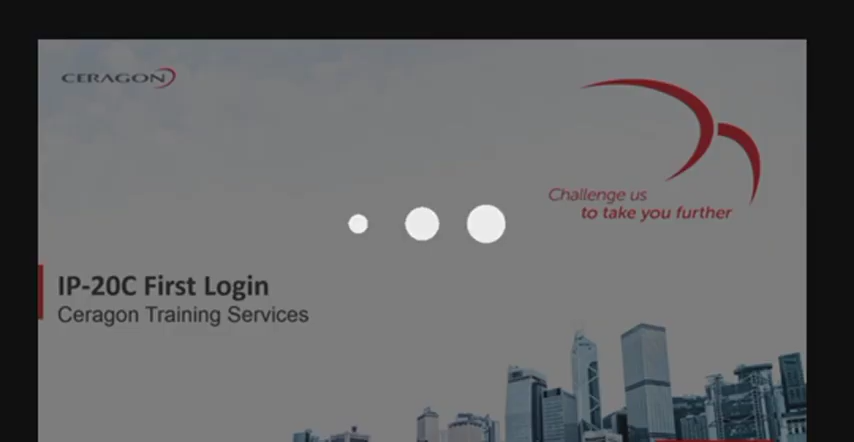 CERAGON
Challenge us
to take you further
IP-20C First Login
Ceragon Training Services